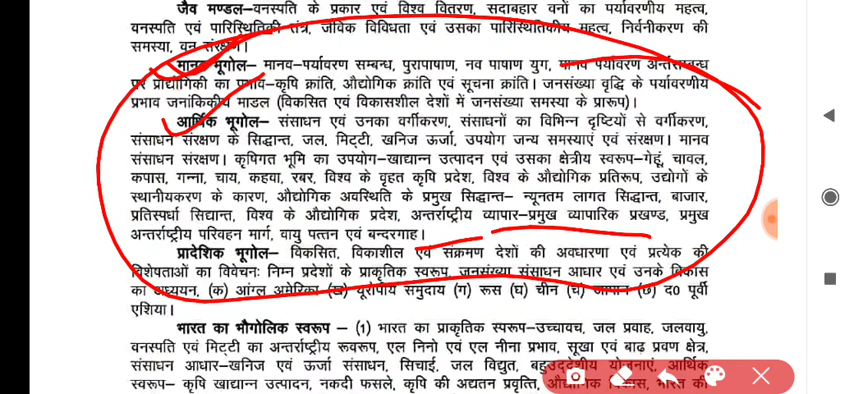 जैव मण्डल–वनस्पति के प्रकार एवं विश्व वितरण, सदाबहार वनों का पर्यावरणीय महत्व,
वनस्पति एवं पारिस्थितिकी तंत्र, जैविक विविधता एवं उसका पारिस्थितिकीय महत्व, निर्वनीकरण की
समस्या, वन संरक्षण।
मानव भूगोल– मानव–पर्यावरण सम्बन्ध, पुरापाषाण, नव पाषाण युग, मानव पर्यावरण अर्न्तसम्बन्ध
पर प्राद्योगिकी का प्रभाव–कृषि क्रांति, औद्योगिक क्रांति एवं सूचना क्रांति। जनसंख्या वृद्धि के पर्यावरणीय
प्रभाव जनांकिकीय माडल (विकसित एवं विकासशील देशों में जनसंख्या समस्या के प्रारूप)।
आर्थिक भूगोल– संसाधन एवं उनका वर्गीकरण, संसाधनों का विभिन्न दृष्टियों से वर्गीकरण,
संसाधन संरक्षण के सिद्धान्त, जल, मिट्टी, खनिज ऊर्जा, उपयोग जन्य समस्याएं एवं संरक्षण। मानव
संसाधन संरक्षण। कृषिगत भूमि का उपयोग–खाद्यान्न उत्पादन एवं उसका क्षेत्रीय स्वरूप–गेहूं, चावल,
कपास, गन्ना, चाय, कहवा, रबर, विश्व के वृहत कृषि प्रदेश, विश्व के औद्योगिक प्रतिरूप, उद्योगों के
स्थानीयकरण के कारण, औद्योगिक अवस्थिति के प्रमुख सिद्धान्त– न्यूनतम लागत सिद्धान्त, बाजार,
प्रतिस्पर्धा सिद्यान्त, विश्व के औद्योगिक प्रदेश, अन्तर्राष्ट्रीय व्यापार–प्रमुख व्यापारिक प्रखण्ड, प्रमुख
अन्तर्राष्ट्रीय परिवहन मार्ग, वायु पत्तन एवं बन्दरगाह।
प्रादेशिक भूगोल– विकसित, विकाशील एवं संक्रमण देशों की अवधारणा एवं प्रत्येक की
विशेषताओं का विवेचनः निम्न प्रदेशों के प्राकृतिक स्वरूप, जनसंख्या संसाधन आधार एवं उनके विकास
का अध्ययन, (क) आंग्ल अमेरिका (ख) यूरोपीय समुदाय (ग) रूस (घ) चीन (च) जापान (छ) द० पूर्वी
एशिया।
भारत का भौगोलिक स्वरूप – (1) भारत का प्राकृतिक स्परूप–उच्चावच, जल प्रवाह, जलवायु,
वनस्पति एवं मिट्टी का अन्तर्राष्ट्रीय रूवरूप, एल निनो एवं एल नीना प्रभाव, सूखा एवं बाढ प्रवण क्षेत्र,
संसाधन आधार–खनिज एवं ऊर्जा संसाधन, सिचाई, जल विद्युत, बहुउद्देशीय योजनाएं, आर्थिक
स्वरूप– कृषि खाद्यान्न उत्पादन, नकदी फसले, कृषि की अद्यतन प्रवृत्ति, औद्योगिक विकास, भारत की